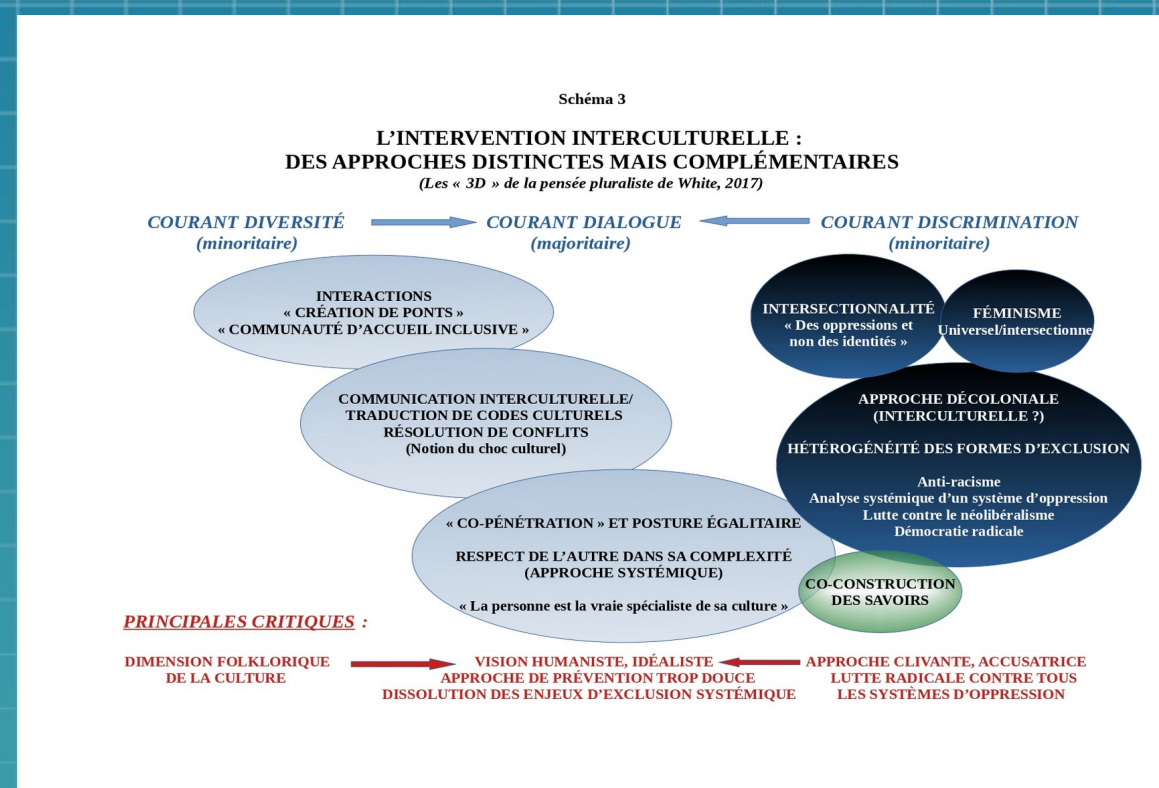 Schéma 3
L'INTERVENTION INTERCULTURELLE :
DES APPROCHES DISTINCTES MAIS COMPLÉMENTAIRES
(Les « 3D » de la pensée pluraliste de White, 2017)
COURANT DIVERSITÉ
(minoritaire)
COURANT DIALOGUE
(majoritaire)
COURANT DISCRIMINATION
(minoritaire)
INTERACTIONS
« CRÉATION DE PONTS »
« COMMUNAUTÉ D'ACCUEIL INCLUSIVE »
INTERSECTIONNALITÉ
« Des oppressions et
non des identités »
FÉMINISME
Universel/intersectionne
COMMUNICATION INTERCULTURELLE/
TRADUCTION DE CODES CULTURELS
RÉSOLUTION DE CONFLITS
(Notion du choc culturel)
APPROCHE DÉCOLONIALE
(INTERCULTURELLE ?)
HÉTÉROGÉNÉITÉ DES FORMES D'EXCLUSION
Anti-racisme
Analyse systémique d'un système d'oppression
Lutte contre le néolibéralisme
Démocratie radicale
« CO-PÉNÉTRATION » ET POSTURE ÉGALITAIRE
RESPECT DE L'AUTRE DANS SA COMPLEXITÉ
(APPROCHE SYSTÉMIQUE)
« La personne est la vraie spécialiste de sa culture »
CO-CONSTRUCTION
DES SAVOIRS
PRINCIPALES CRITIQUES :
DIMENSION FOLKLORIQUE
DE LA CULTURE
VISION HUMANISTE, IDÉALISTE
APPROCHE DE PRÉVENTION TROP DOUCE
DISSOLUTION DES ENJEUX D'EXCLUSION SYSTÉMIQUE
APPROCHE CLIVANTE, ACCUSATRICE
LUTTE RADICALE CONTRE TOUS
LES SYSTÈMES D'OPPRESSION